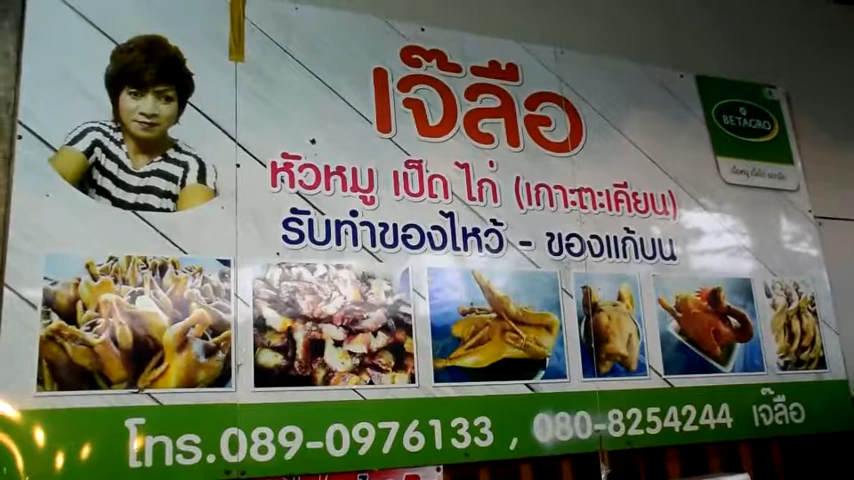 เจ๊ลือ
BETAGRO
หัวหมู เป็ด ไก่ (เกาะตะเคียน)
รับทำของไหว้ - ของแก้บน
โทร. 089-0976133 , 080-8254244 เจ๊ลือ